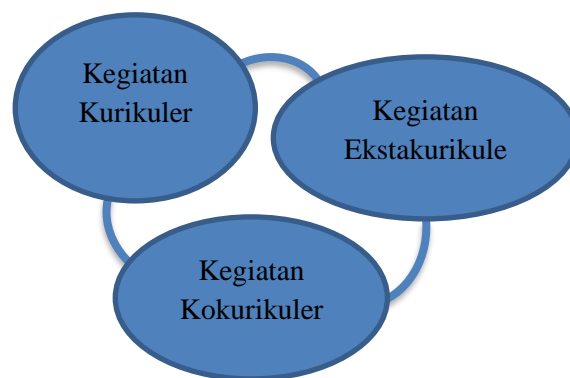 Kegiatan
Kurikuler
Kegiatan
Ekstakurikule
Kegiatan
Kokurikuler